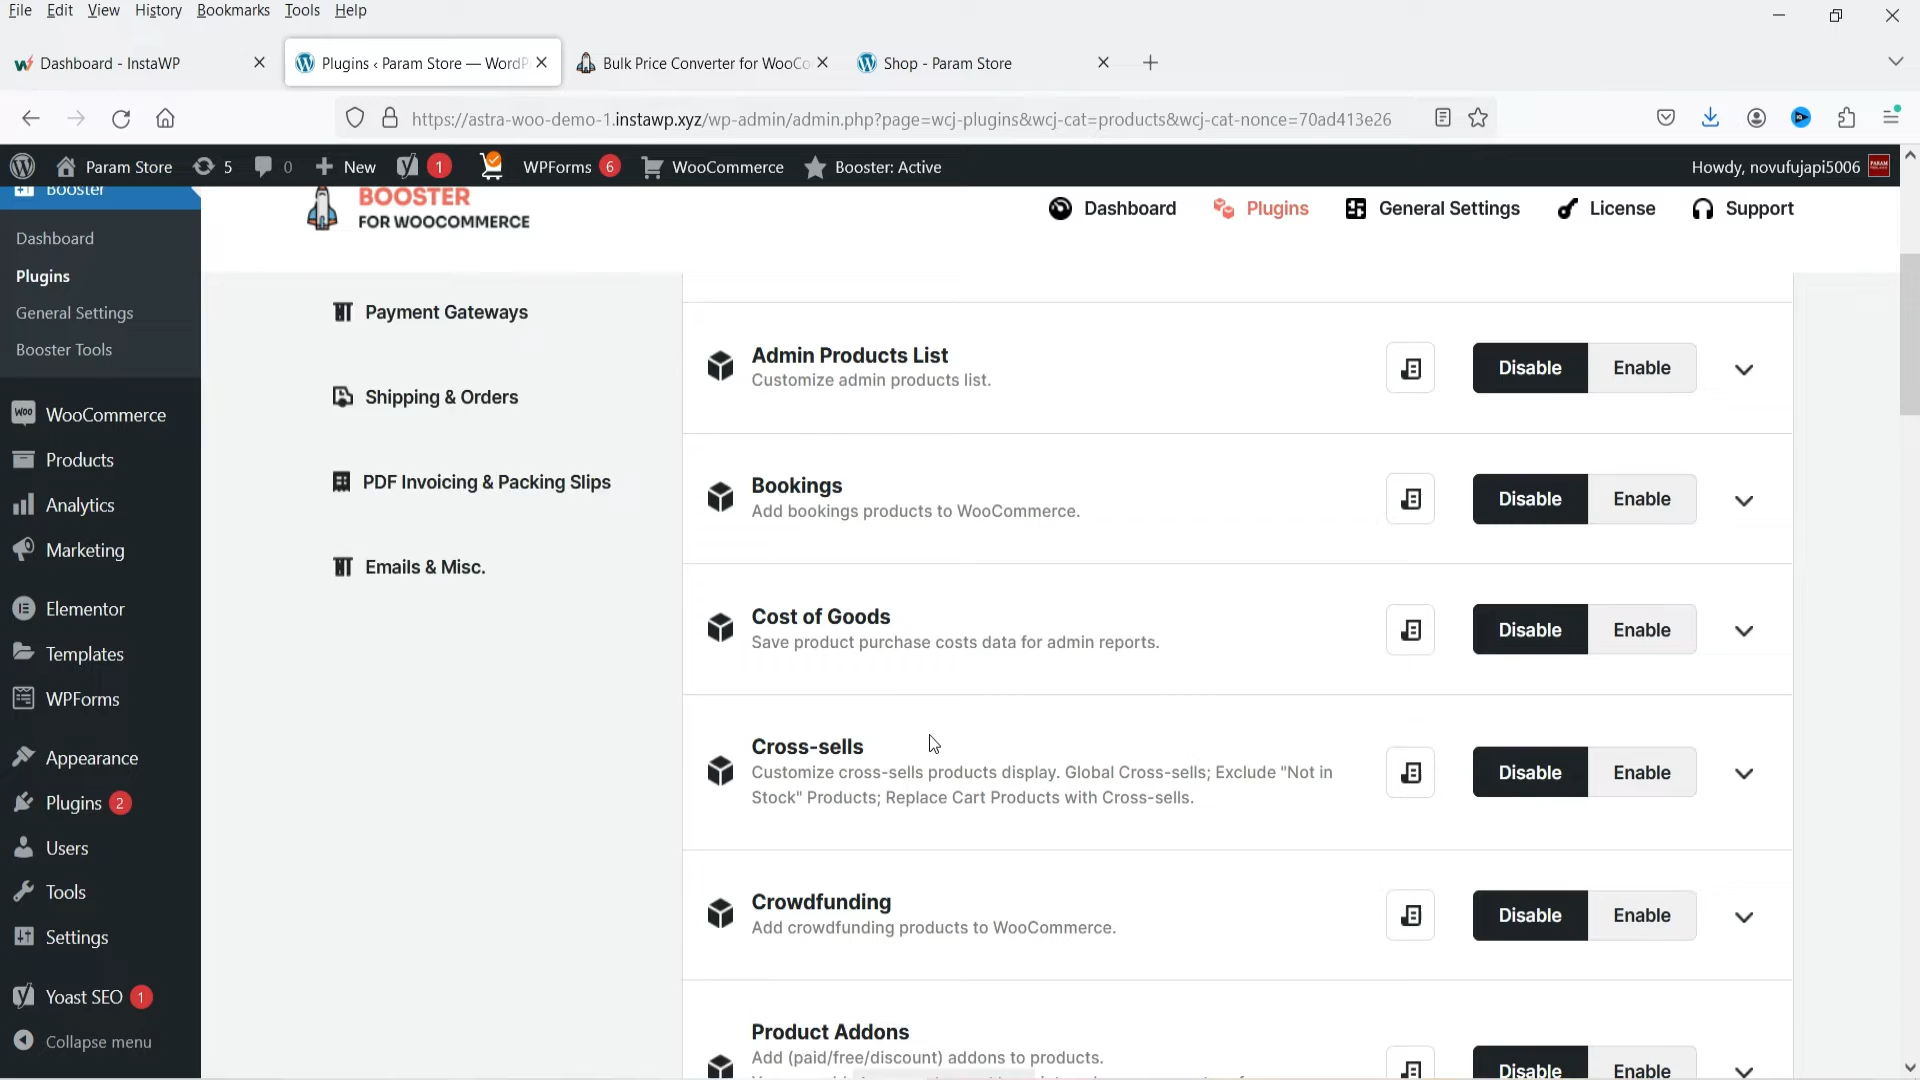 File Edit View History Bookmarks Tools Help
Dashboard - InstaWP
Plugins ‹ Param Store — WordP
Bulk Price Converter for WooCo
Shop - Param Store
https://astra-woo-demo-1.instawp.xyz/wp-admin/admin.php?page=wcj-plugins&wcj-cat=products&wcj-cat-nonce=70ad413e26
Param Store 5 0 New 1 WPForms 6 WooCommerce Booster: Active Howdy, novufujapi5006
Booster
Dashboard
Plugins
General Settings
Booster Tools
WooCommerce
Products
Analytics
Marketing
Elementor
Templates
WPForms
Appearance
Plugins 2
Users
Tools
Settings
Yoast SEO 1
Collapse menu
BOOSTER
FOR WOOCOMMERCE
Dashboard Plugins General Settings License Support
Payment Gateways
Shipping & Orders
PDF Invoicing & Packing Slips
Emails & Misc.
Admin Products List
Customize admin products list.
Disable Enable
Bookings
Add bookings products to WooCommerce.
Disable Enable
Cost of Goods
Save product purchase costs data for admin reports.
Disable Enable
Cross-sells
Customize cross-sells products display. Global Cross-sells; Exclude "Not in
Stock" Products; Replace Cart Products with Cross-sells.
Disable Enable
Crowdfunding
Add crowdfunding products to WooCommerce.
Disable Enable
Product Addons
Add (paid/free/discount) addons to products.
Disable Enable